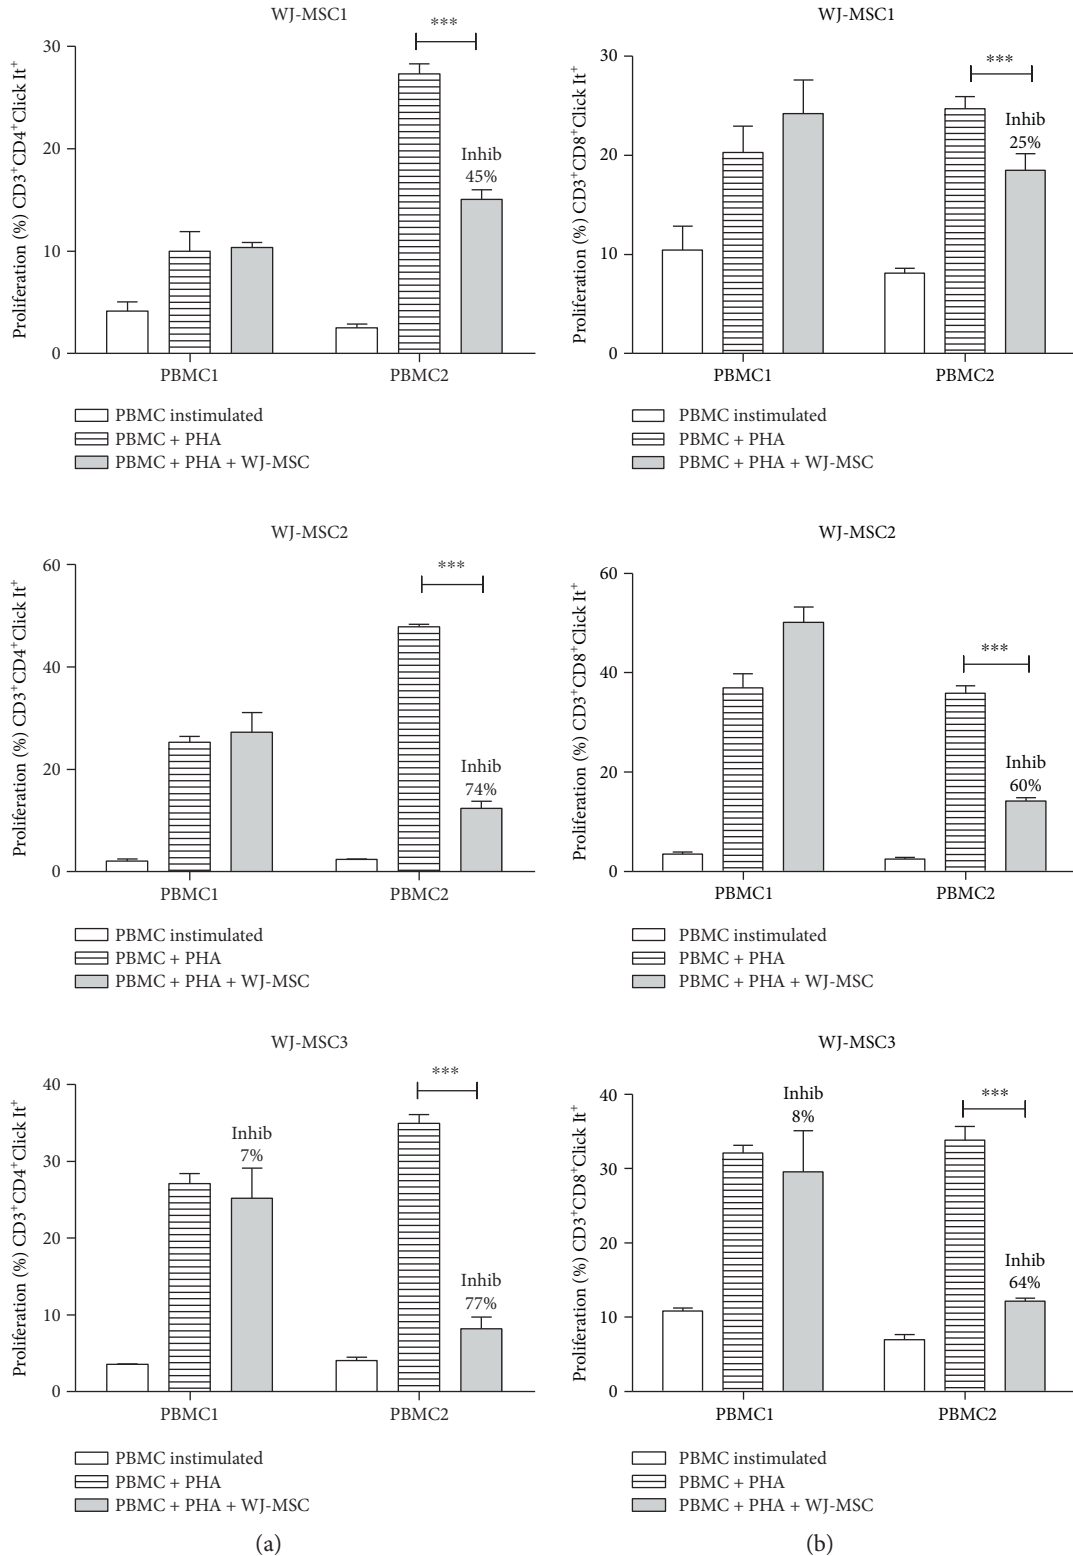 WJ-MSC1
***
Proliferation (%) CD3⁺CD4⁺Click It⁺
30
20
10
0
Inhib
45%
PBMC1
PBMC2
PBMC instimulated
PBMC + PHA
PBMC + PHA + WJ-MSC
WJ-MSC1
***
Proliferation (%) CD3⁺CD8⁺Click It⁺
30
20
10
0
Inhib
25%
PBMC1
PBMC2
PBMC instimulated
PBMC + PHA
PBMC + PHA + WJ-MSC
WJ-MSC2
***
Proliferation (%) CD3⁺CD4⁺Click It⁺
60
40
20
0
Inhib
74%
PBMC1
PBMC2
PBMC instimulated
PBMC + PHA
PBMC + PHA + WJ-MSC
WJ-MSC2
***
Proliferation (%) CD3⁺CD8⁺Click It⁺
60
40
20
0
Inhib
60%
PBMC1
PBMC2
PBMC instimulated
PBMC + PHA
PBMC + PHA + WJ-MSC
WJ-MSC3
***
Proliferation (%) CD3⁺CD4⁺Click It⁺
40
30
20
10
0
Inhib
7%
Inhib
77%
PBMC1
PBMC2
PBMC instimulated
PBMC + PHA
PBMC + PHA + WJ-MSC
(a)
WJ-MSC3
***
Proliferation (%) CD3⁺CD8⁺Click It⁺
40
30
20
10
0
Inhib
8%
Inhib
64%
PBMC1
PBMC2
PBMC instimulated
PBMC + PHA
PBMC + PHA + WJ-MSC
(b)